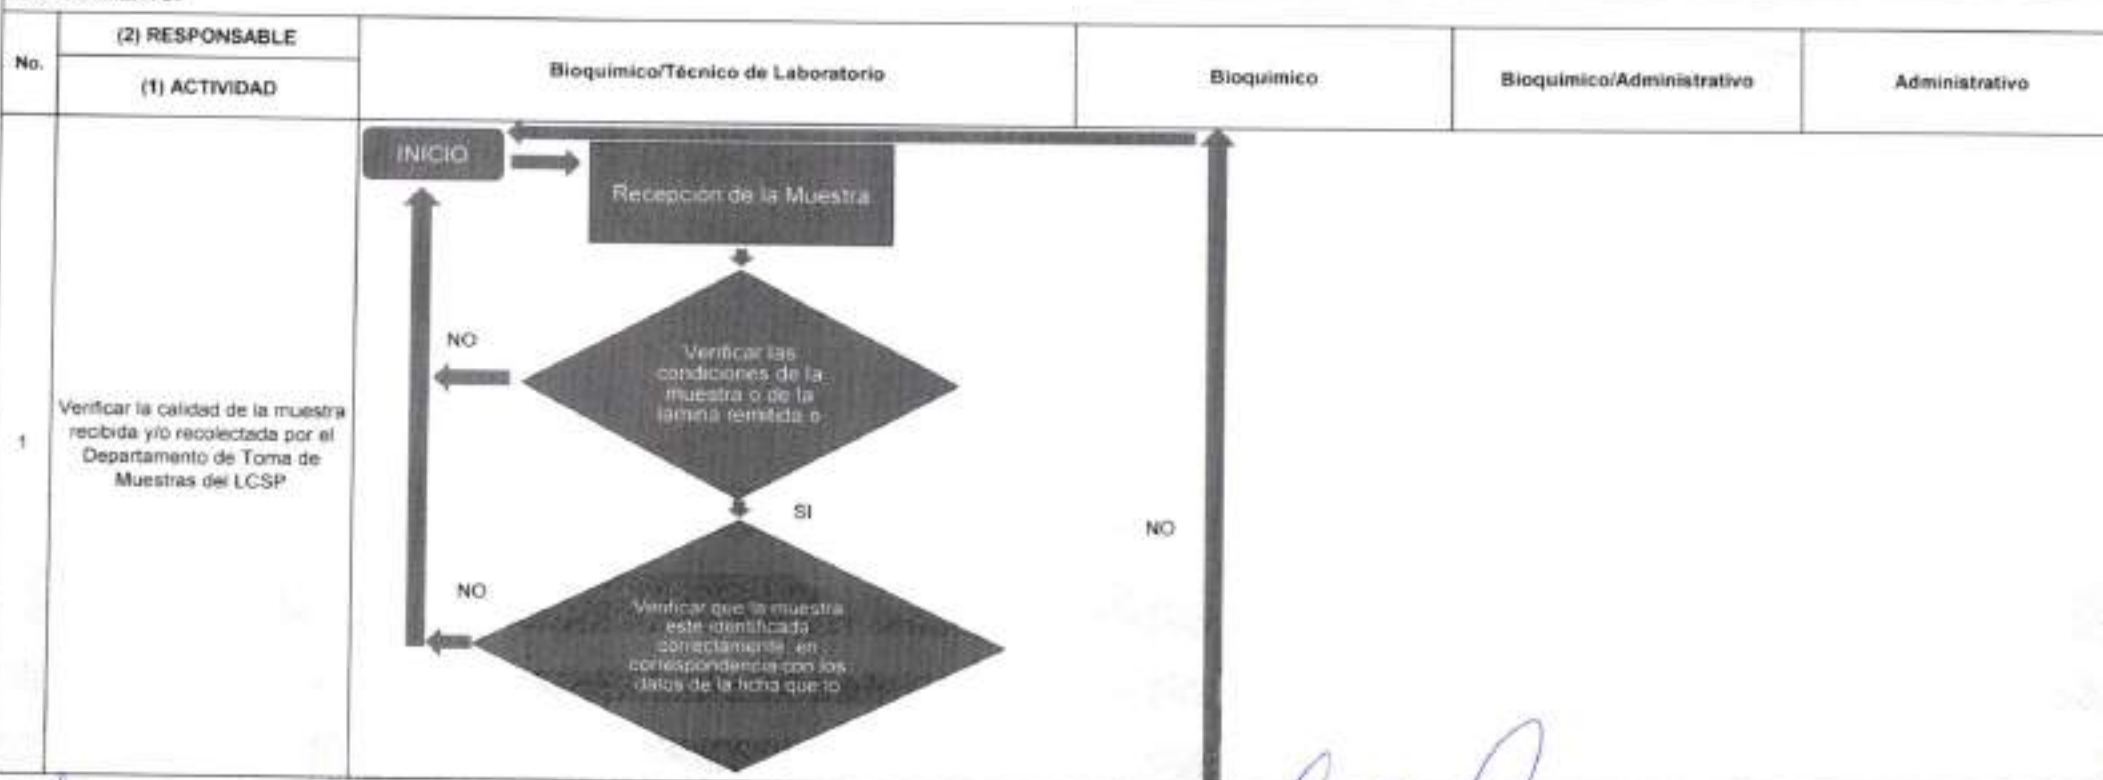 No.
(2) RESPONSABLE
(1) ACTIVIDAD
Bioquímico/Técnico de Laboratorio
Bioquímico
Bioquímico/Administrativo
Administrativo
1
Verificar la calidad de la muestra
recibida y/o recolectada por el
Departamento de Toma de
Muestras del LCSP
INICIO
Recepción de la Muestra
NO
Verificar las
condiciones de la
muestra o de la
lamina remitida o
SI
NO
NO
Verificar que la muestra
este identificada
correctamente, en
correspondencia con los
datos de la ficha que lo